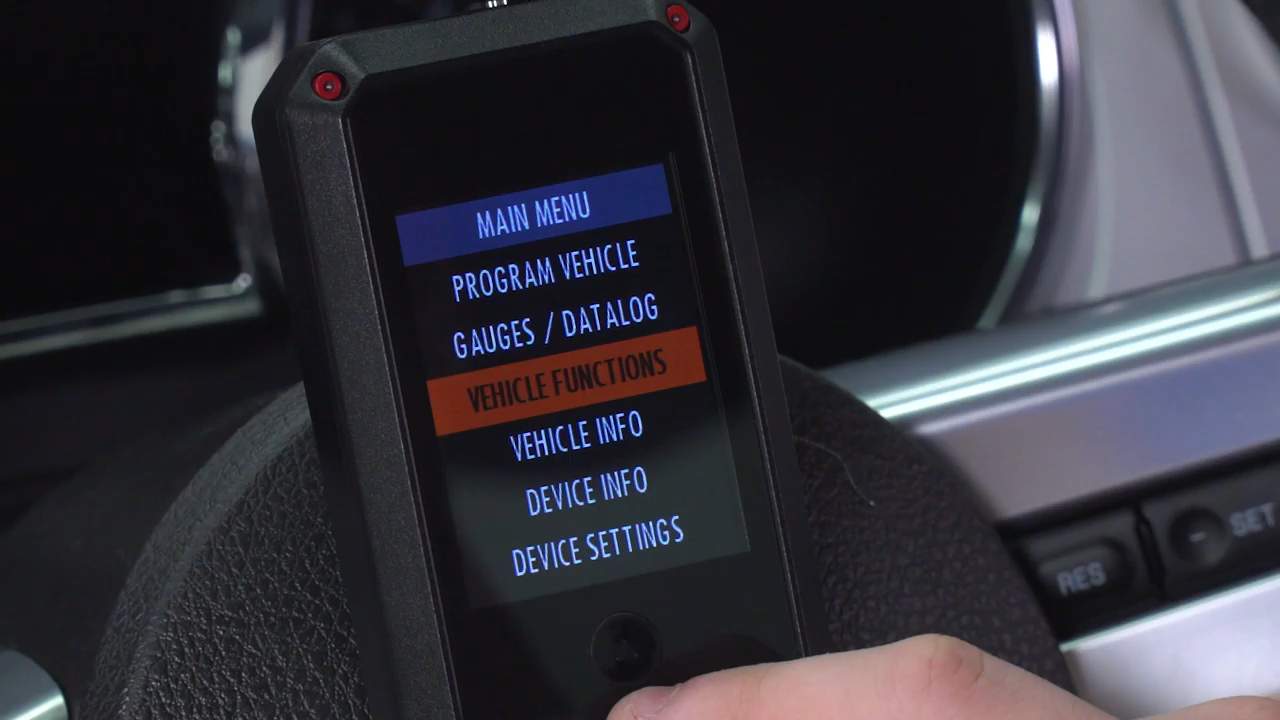 MAIN MENU
PROGRAM VEHICLE
GAUGES / DATALOG
VEHICLE FUNCTIONS
VEHICLE INFO
DEVICE INFO
DEVICE SETTINGS
RES
- SET